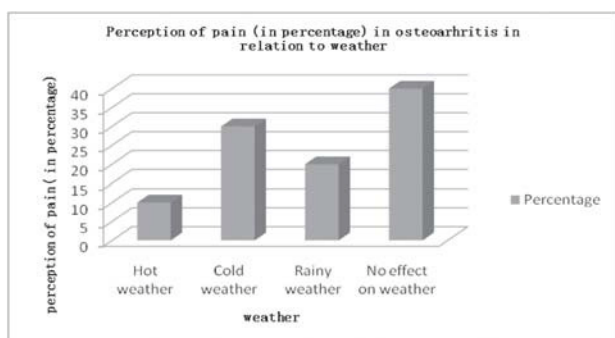 Perception of pain (in percentage) in osteoarhritis in
relation to weather
perception of pain( in percentage)
40
35
30
25
20
15
10
5
0
Hot
weather
Cold
weather
Rainy
weather
No effect
on weather
weather
Percentage